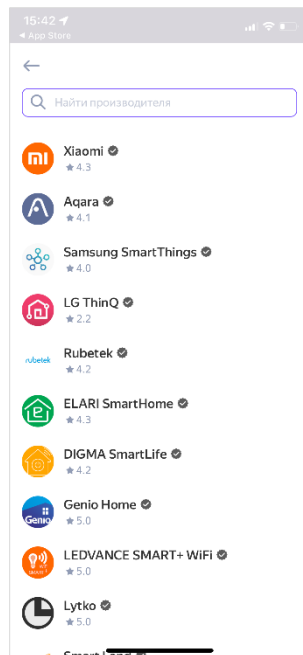 15:42
◄ App Store
Найти производителя
Xiaomi
★ 4.3
Aqara
★ 4.1
Samsung SmartThings
★ 4.0
LG ThinQ
★ 2.2
rubetek
Rubetek
★ 4.2
ELARI SmartHome
★ 4.3
DIGMA SmartLife
★ 4.2
Genio
Genio Home
★ 5.0
LEDVANCE SMART+ WiFi
★ 5.0
Lytko
★ 5.0